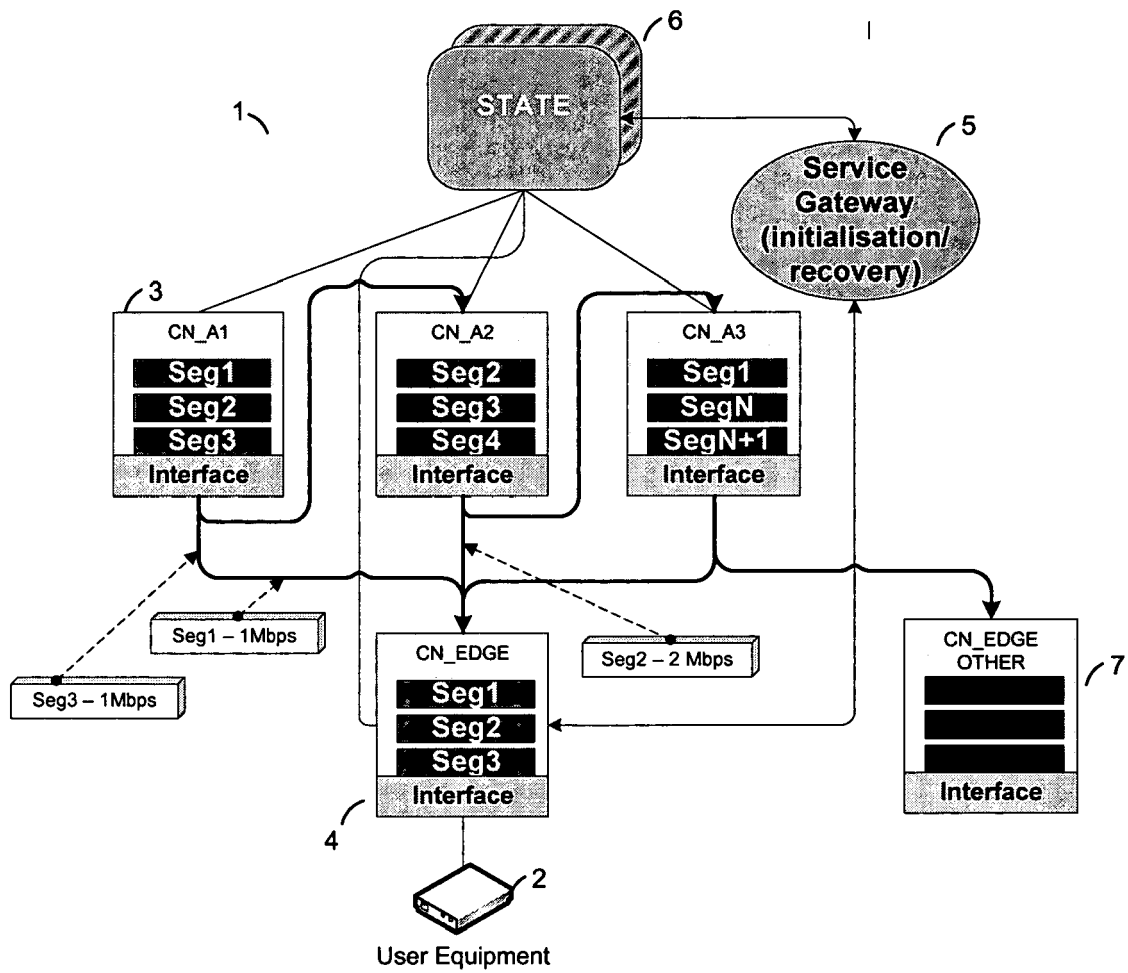 6
1
STATE
5
Service
Gateway
(initialisation/
recovery)
3
CN_A1
Seg1
Seg2
Seg3
Interface
CN_A2
Seg2
Seg3
Seg4
Interface
CN_A3
Seg1
SegN
SegN+1
Interface
Seg1 – 1Mbps
Seg3 – 1Mbps
Seg2 – 2 Mbps
CN_EDGE
Seg1
Seg2
Seg3
Interface
4
CN_EDGE
OTHER
Interface
7
2
User Equipment